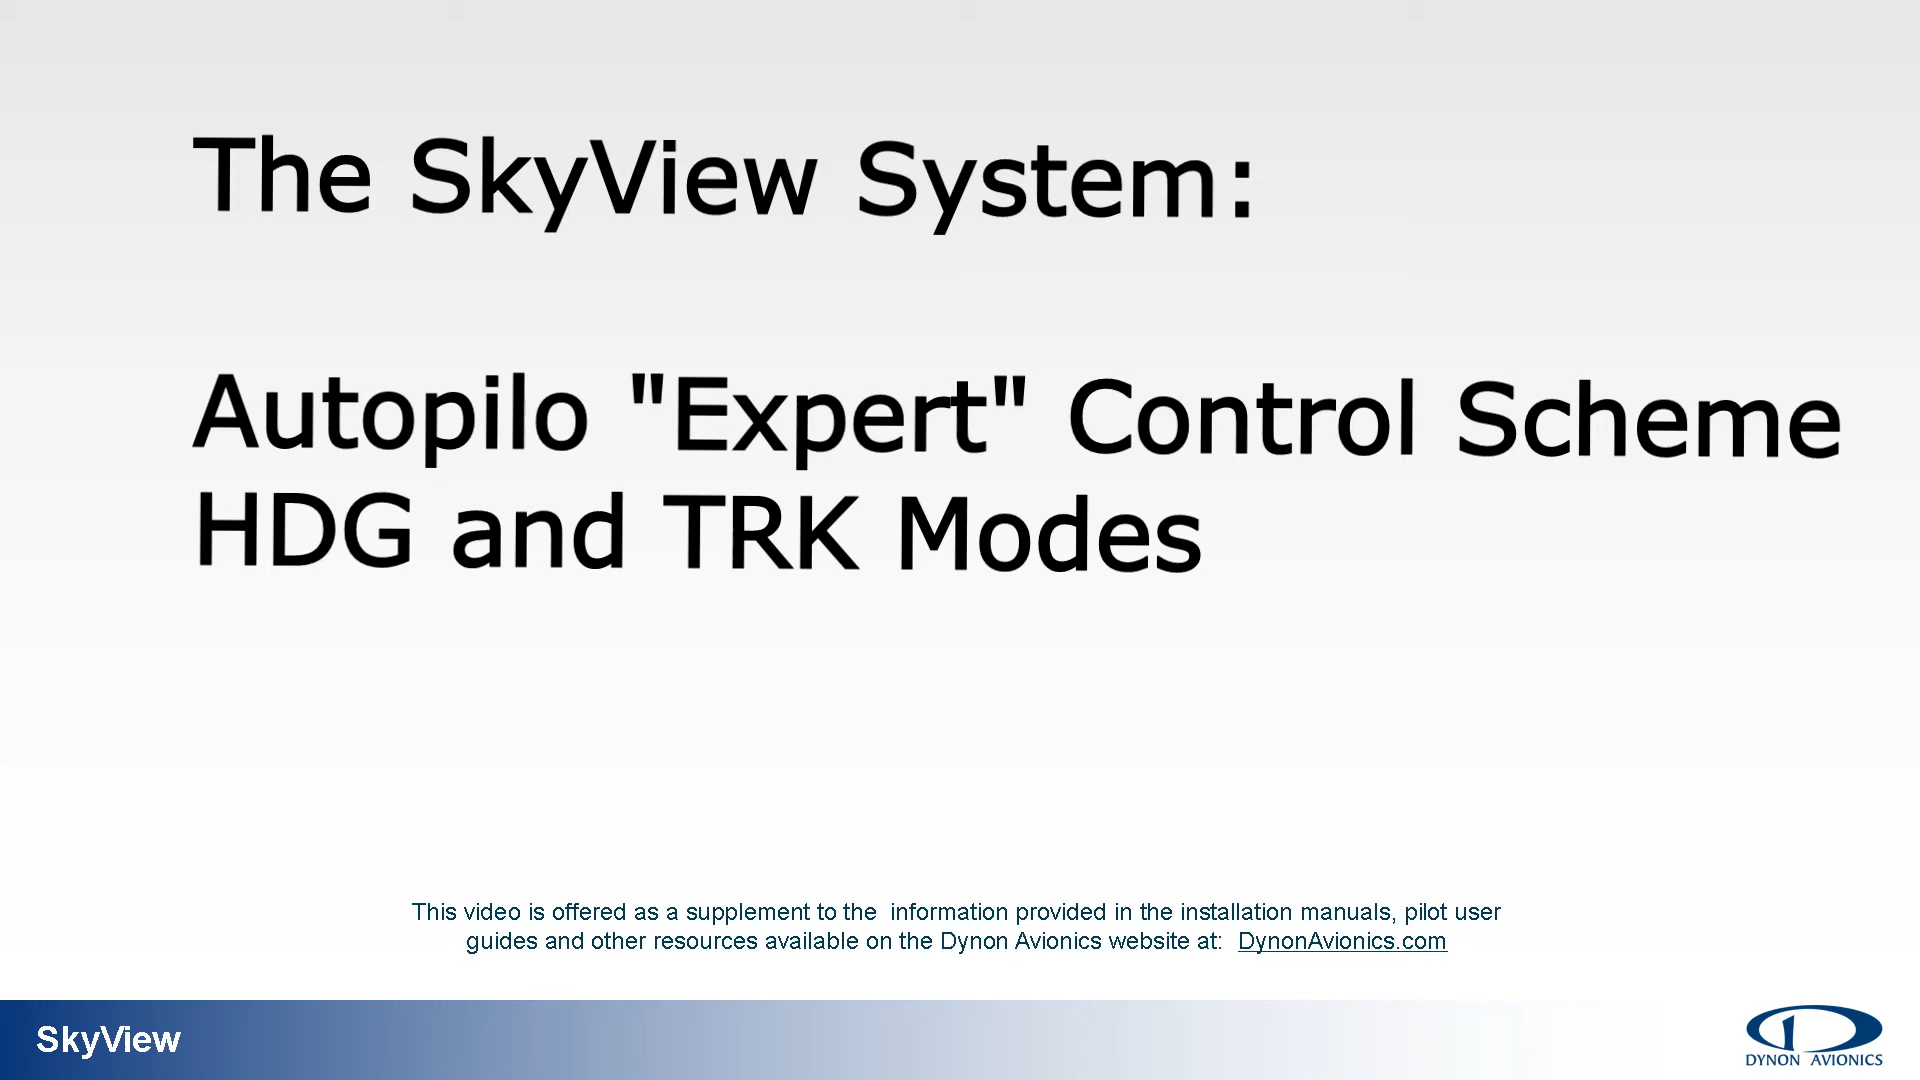 The SkyView System:
Autopilo "Expert" Control Scheme
HDG and TRK Modes
This video is offered as a supplement to the  information provided in the installation manuals, pilot user
guides and other resources available on the Dynon Avionics website at:  DynonAvionics.com
SkyView
DYNON AVIONICS